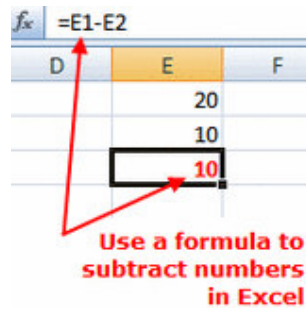 fx =E1-E2
D E F
20
10
10
Use a formula to
subtract numbers
in Excel